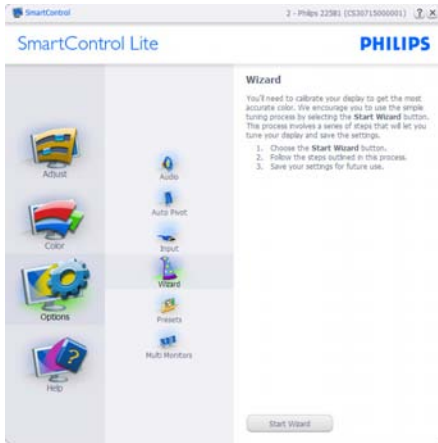 SmartControl
2 - Philips 225B1 (CS30715000001)
SmartControl Lite
PHILIPS
Adjust
Color
Options
Help
Audio
Auto Pivot
Input
Wizard
Presets
Multi Monitors
Wizard
You'll need to calibrate your display to get the most
accurate color. We encourage you to use the simple
tuning process by selecting the Start Wizard button.
This process involves a series of steps that will let you
tune your display and save the settings.
1. Choose the Start Wizard button.
2. Follow the steps outlined in this process.
3. Save your settings for future use.
Start Wizard